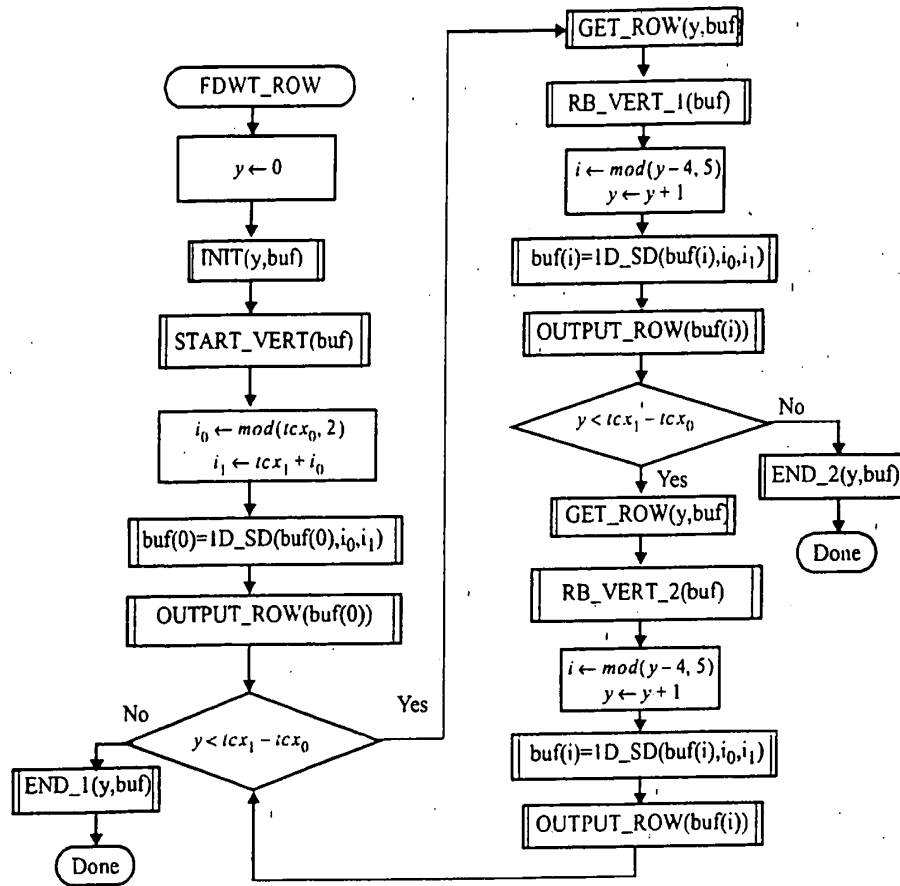 FDWT_ROW
y ← 0
INIT(y,buf)
START_VERT(buf)
i₀ ← mod(tcx₀, 2)
i₁ ← tcx₁ + i₀
buf(0)=1D_SD(buf(0),i₀,i₁)
OUTPUT_ROW(buf(0))
No
Yes
y < tcx₁ − tcx₀
END_1(y,buf)
Done
GET_ROW(y,buf)
RB_VERT_1(buf)
i ← mod(y − 4, 5)
y ← y + 1
buf(i)=1D_SD(buf(i),i₀,i₁)
OUTPUT_ROW(buf(i))
y < tcx₁ − tcx₀
No
Yes
END_2(y,buf)
Done
GET_ROW(y,buf)
RB_VERT_2(buf)
i ← mod(y − 4, 5)
y ← y + 1
buf(i)=1D_SD(buf(i),i₀,i₁)
OUTPUT_ROW(buf(i))